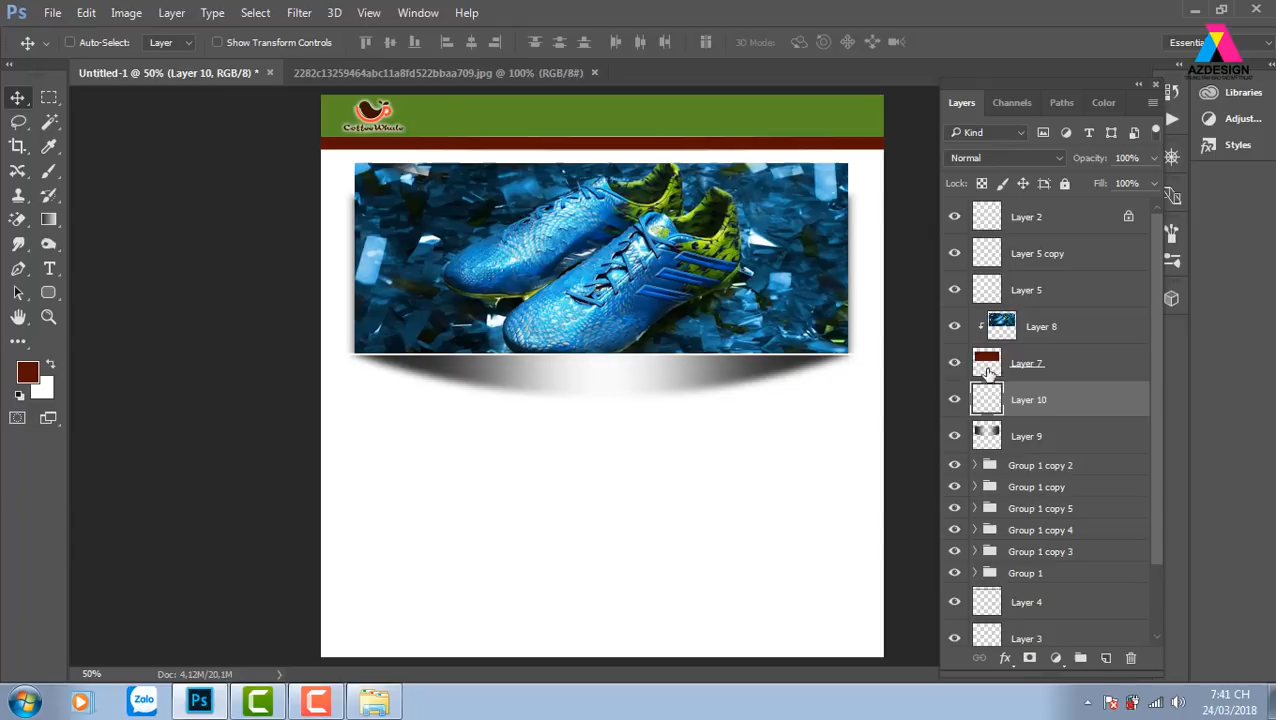 Ps File Edit Image Layer Type Select Filter 3D View Window Help
Auto-Select: Layer Show Transform Controls 3D Mode: Essenti
AZDESIGN
Untitled-1 @ 50% (Layer 10, RGB/8) * × 2282c13259464abc11a8fd522bbaa709.jpg @ 100% (RGB/8#) ×
CoffeeWhale
Layers Channels Paths Color
Libraries
Adjust...
Styles
Kind
Normal Opacity: 100%
Lock: Fill: 100%
Layer 2
Layer 5 copy
Layer 5
Layer 8
Layer 7
Layer 10
Layer 9
Group 1 copy 2
Group 1 copy
Group 1 copy 5
Group 1 copy 4
Group 1 copy 3
Group 1
Layer 4
Layer 3
fx
50% Doc: 4,12M/20,1M
Zalo
Ps
7:41 CH
24/03/2018